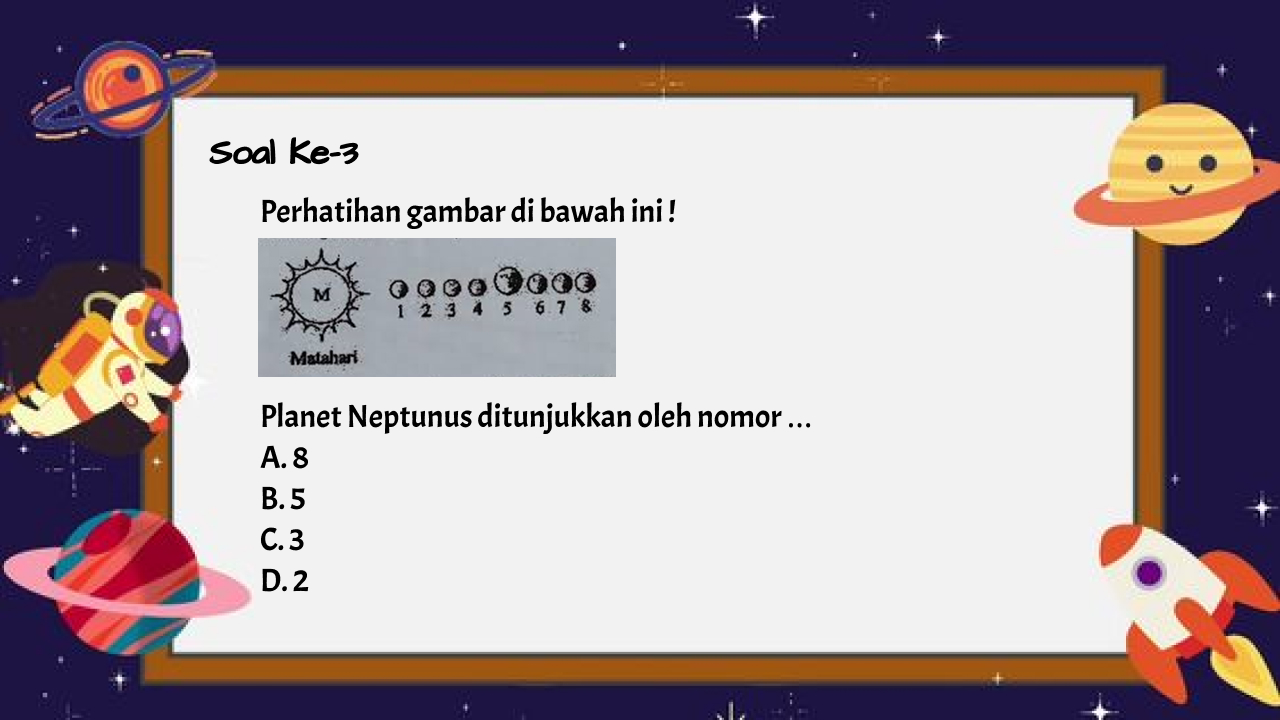 Soal Ke-3
Perhatihan gambar di bawah ini !
M
1 2 3 4 5 6 7 8
Matahari
Planet Neptunus ditunjukkan oleh nomor ...
A. 8
B. 5
C. 3
D. 2